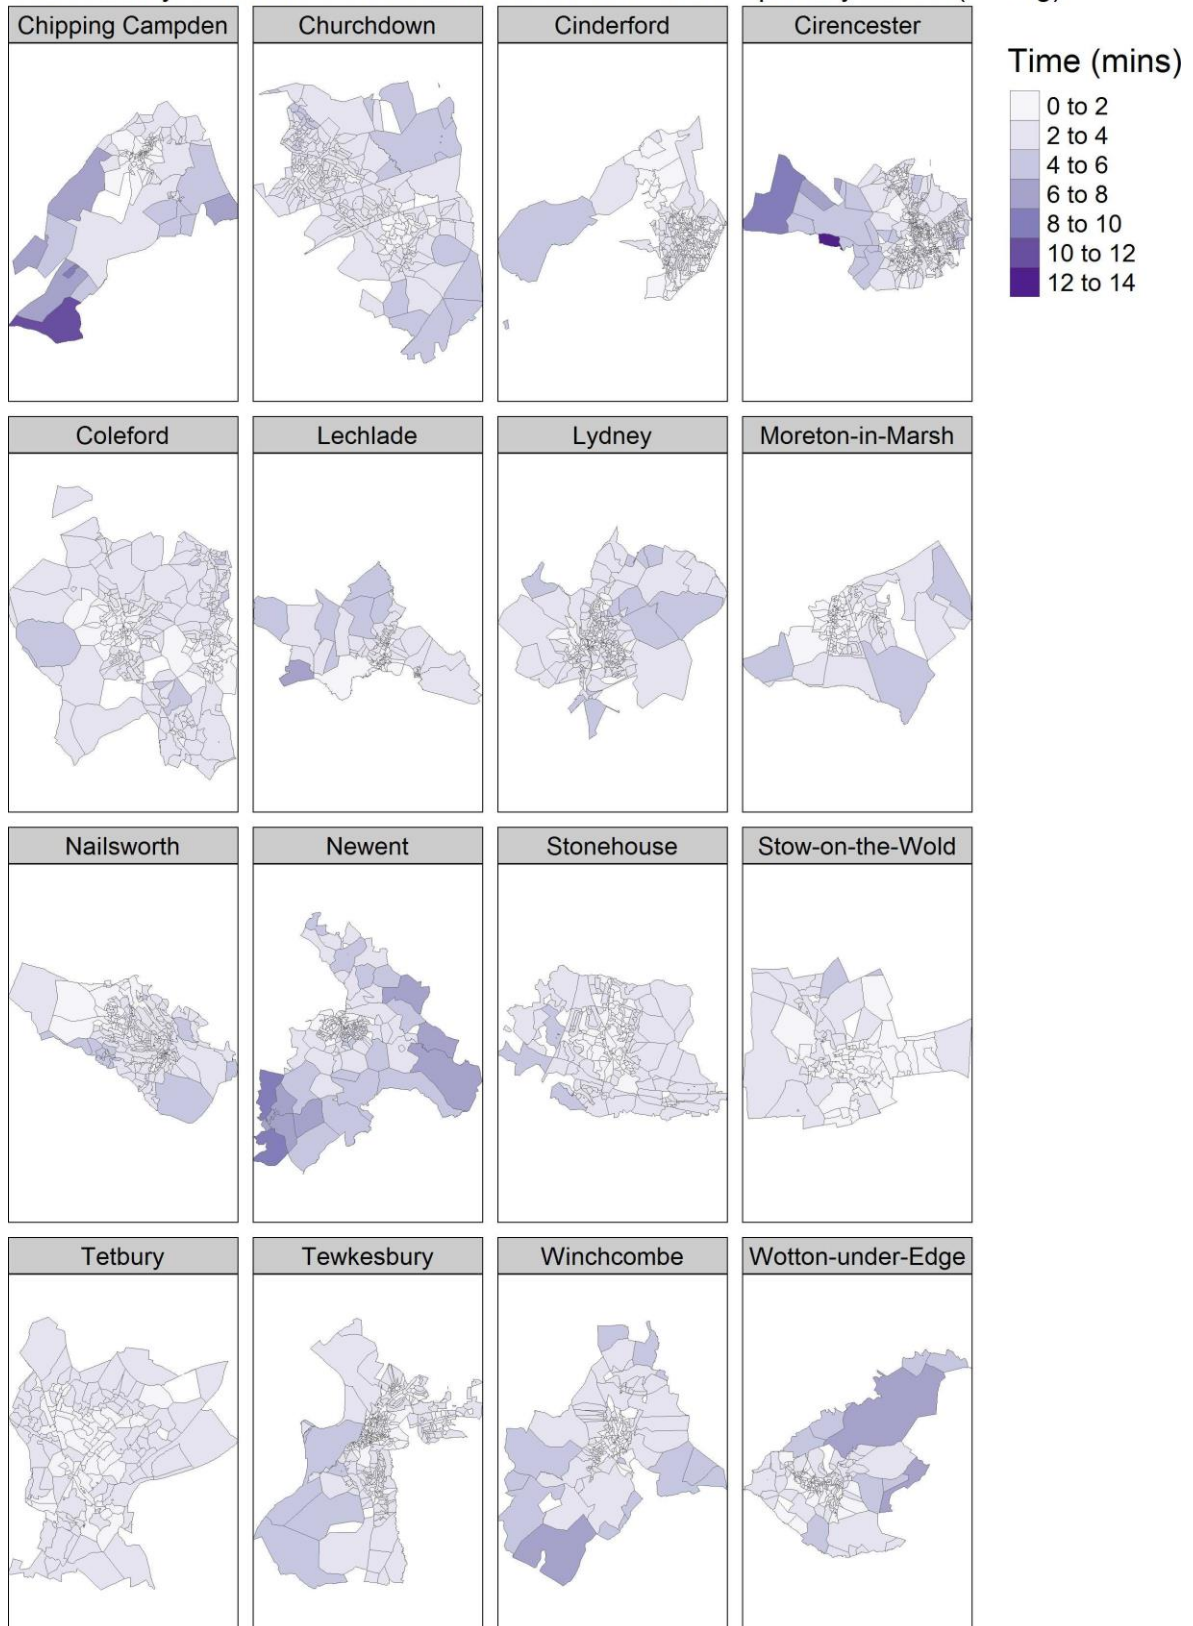 Chipping Campden
Churchdown
Cinderford
Cirencester
Time (mins)
0 to 2
2 to 4
4 to 6
6 to 8
8 to 10
10 to 12
12 to 14
Coleford
Lechlade
Lydney
Moreton-in-Marsh
Nailsworth
Newent
Stonehouse
Stow-on-the-Wold
Tetbury
Tewkesbury
Winchcombe
Wotton-under-Edge